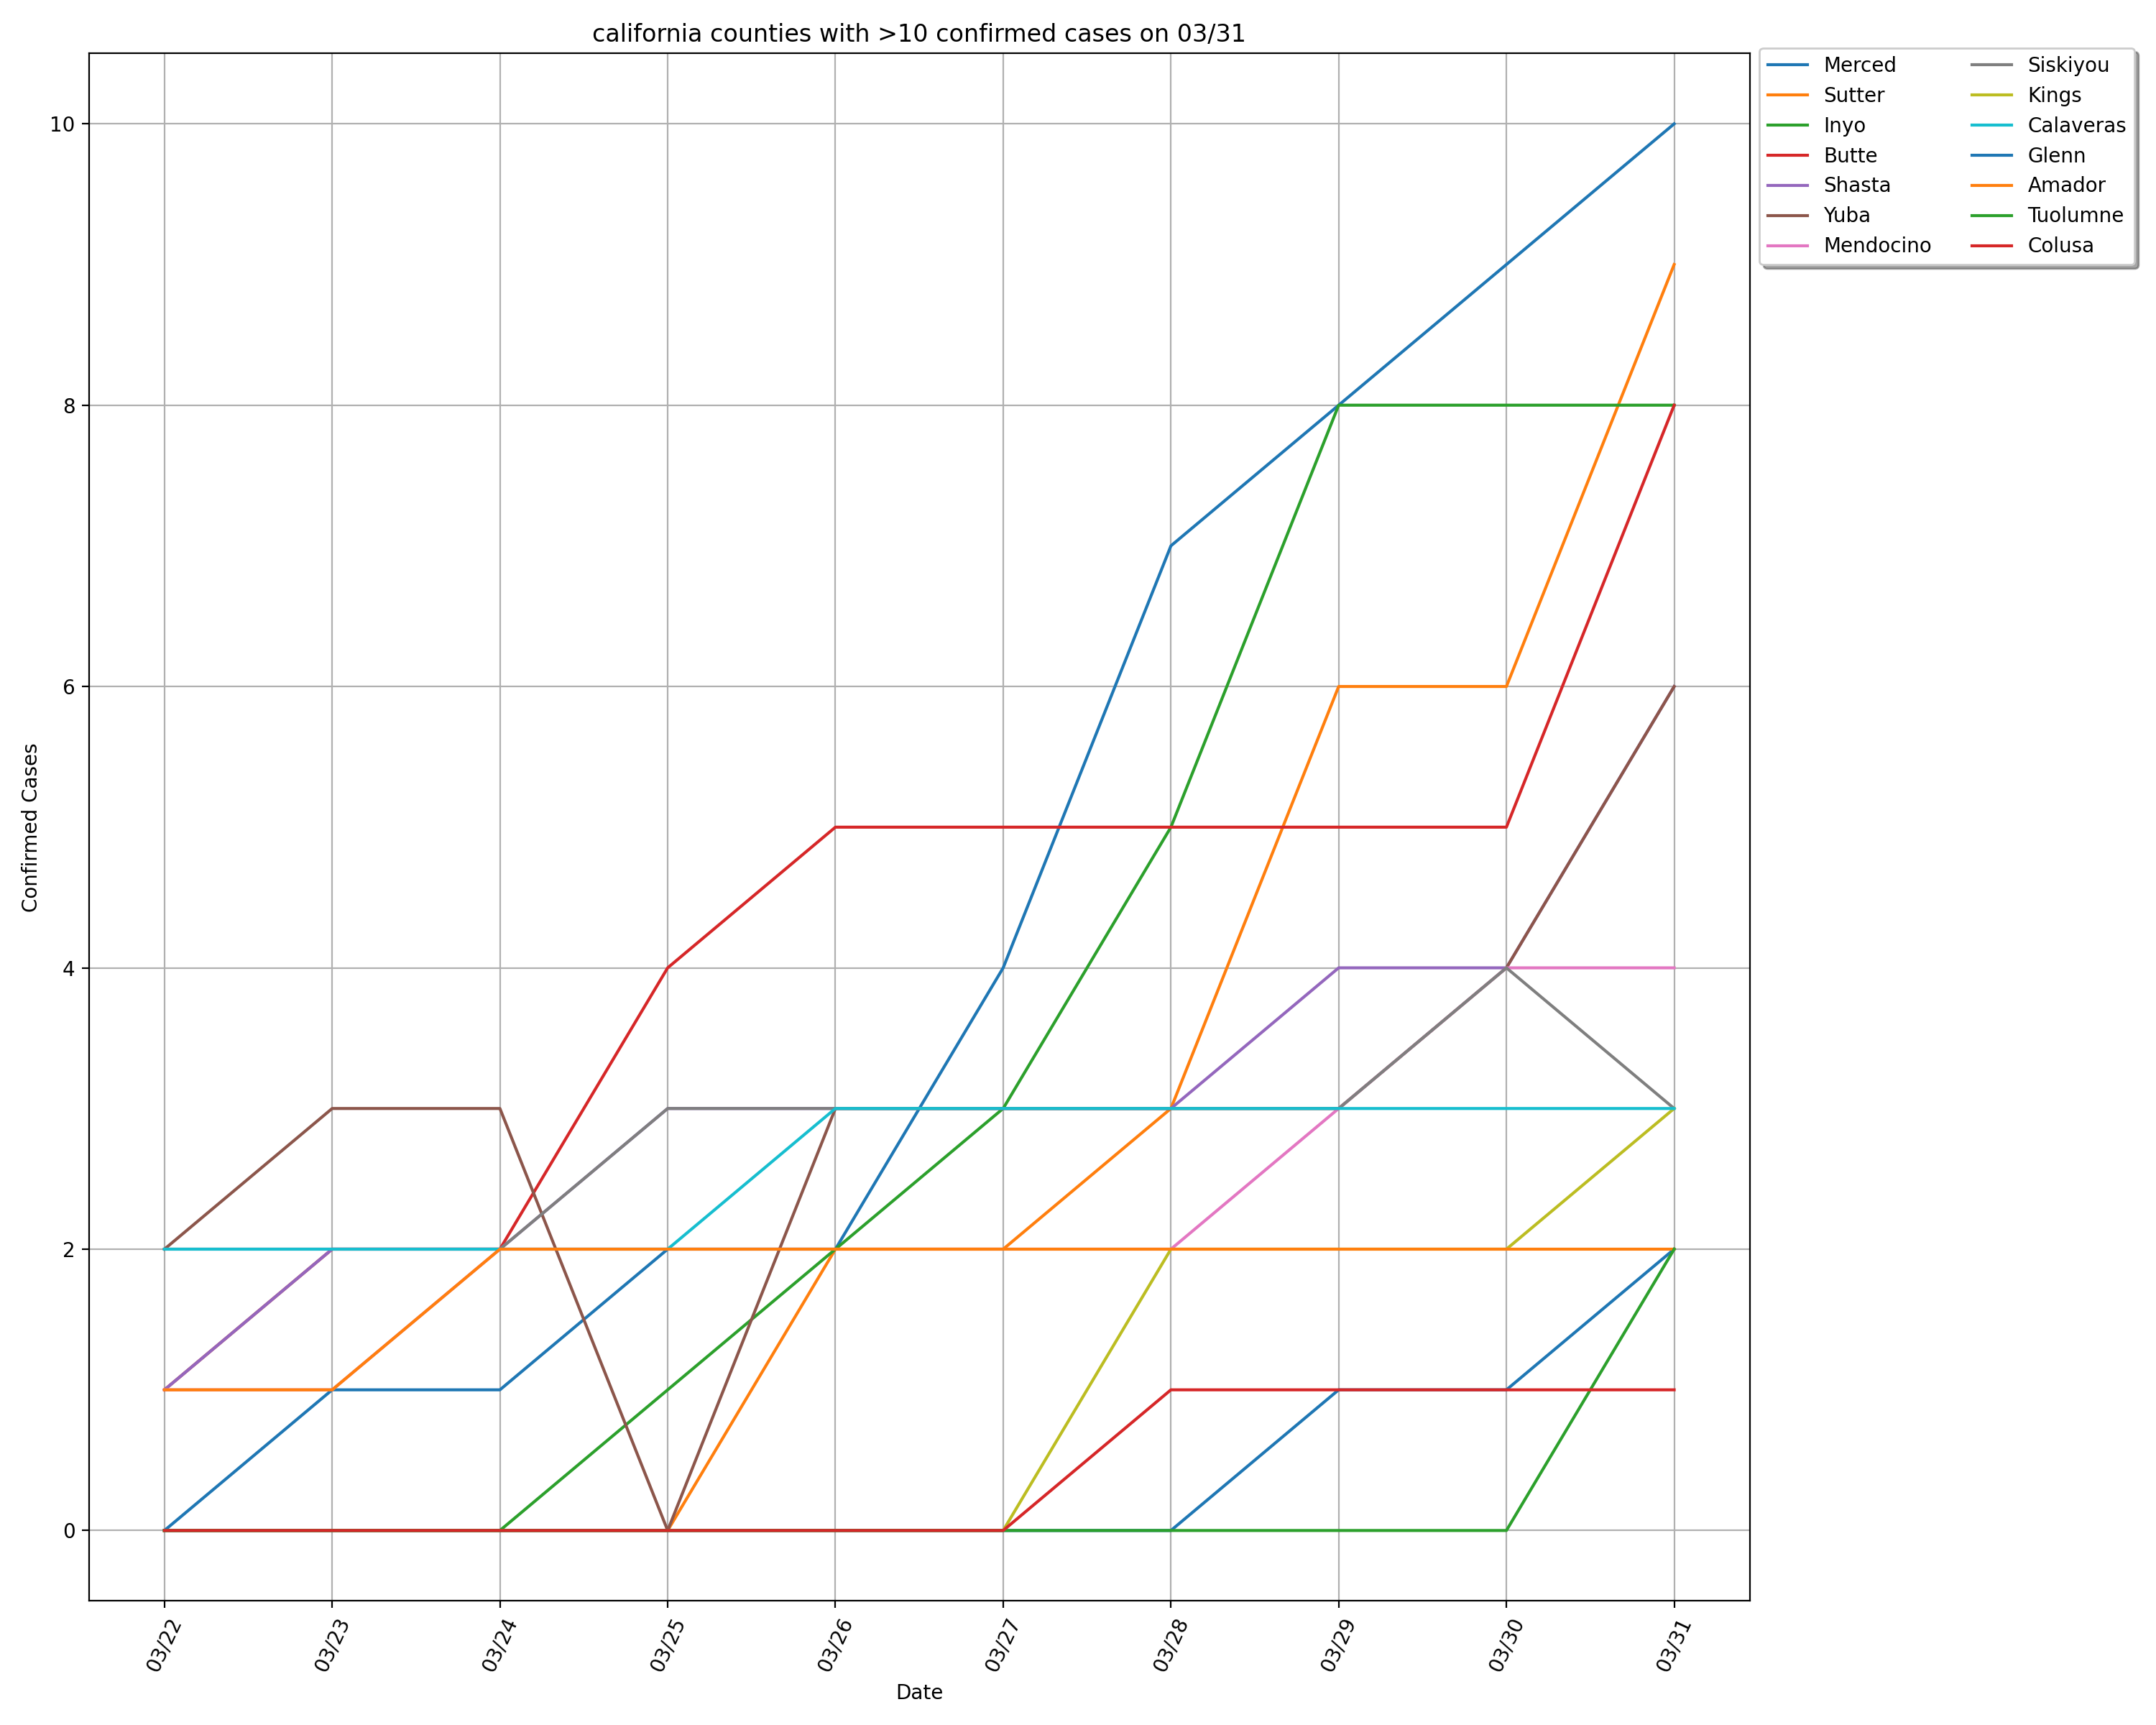 california counties with >10 confirmed cases on 03/31
Merced
Sutter
Inyo
Butte
Shasta
Yuba
Mendocino
Siskiyou
Kings
Calaveras
Glenn
Amador
Tuolumne
Colusa
Confirmed Cases
10
8
6
4
2
0
03/22
03/23
03/24
03/25
03/26
03/27
03/28
03/29
03/30
03/31
Date